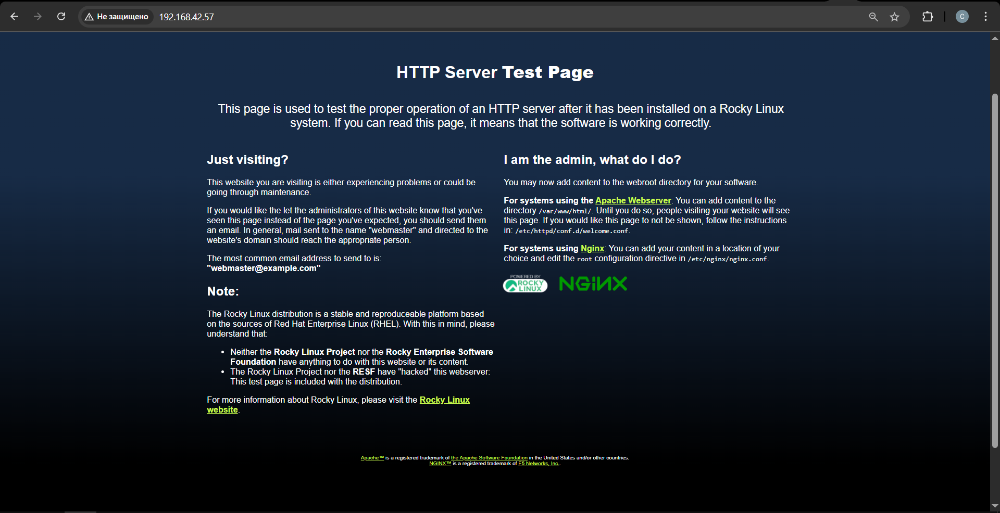 Не защищено
192.168.42.57
C
HTTP Server Test Page
This page is used to test the proper operation of an HTTP server after it has been installed on a Rocky Linux
system. If you can read this page, it means that the software is working correctly.
Just visiting?
This website you are visiting is either experiencing problems or could be
going through maintenance.
If you would like the let the administrators of this website know that you've
seen this page instead of the page you've expected, you should send them
an email. In general, mail sent to the name "webmaster" and directed to the
website's domain should reach the appropriate person.
The most common email address to send to is:
"webmaster@example.com"
Note:
The Rocky Linux distribution is a stable and reproduceable platform based
on the sources of Red Hat Enterprise Linux (RHEL). With this in mind, please
understand that:
• Neither the Rocky Linux Project nor the Rocky Enterprise Software
Foundation have anything to do with this website or its content.
• The Rocky Linux Project nor the RESF have "hacked" this webserver:
This test page is included with the distribution.
For more information about Rocky Linux, please visit the Rocky Linux
website.
I am the admin, what do I do?
You may now add content to the webroot directory for your software.
For systems using the Apache Webserver: You can add content to the
directory /var/www/html/. Until you do so, people visiting your website will see
this page. If you would like this page to not be shown, follow the instructions
in: /etc/httpd/conf.d/welcome.conf.
For systems using Nginx: You can add your content in a location of your
choice and edit the root configuration directive in /etc/nginx/nginx.conf.
POWERED BY
ROCKY
LINUX
NGINX
Apache™ is a registered trademark of the Apache Software Foundation in the United States and/or other countries.
NGINX™ is a registered trademark of F5 Networks, Inc..